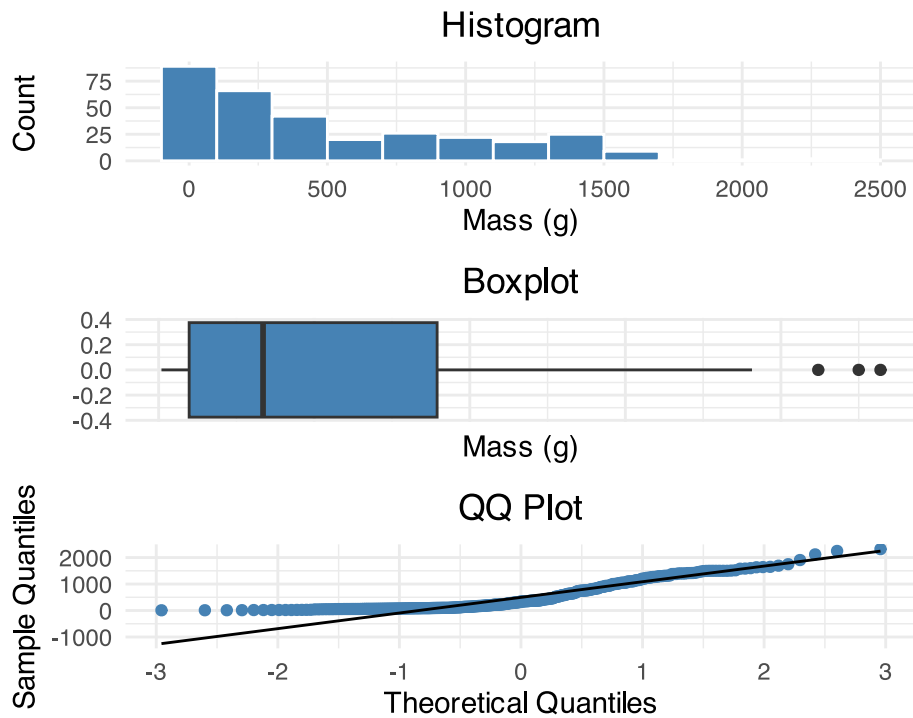 Histogram
Count
75
50
25
0
0 500 1000 1500 2000 2500
Mass (g)
Boxplot
0.4
0.2
0.0
-0.2
-0.4
Mass (g)
QQ Plot
Sample Quantiles
2000
1000
0
-1000
-3 -2 -1 0 1 2 3
Theoretical Quantiles